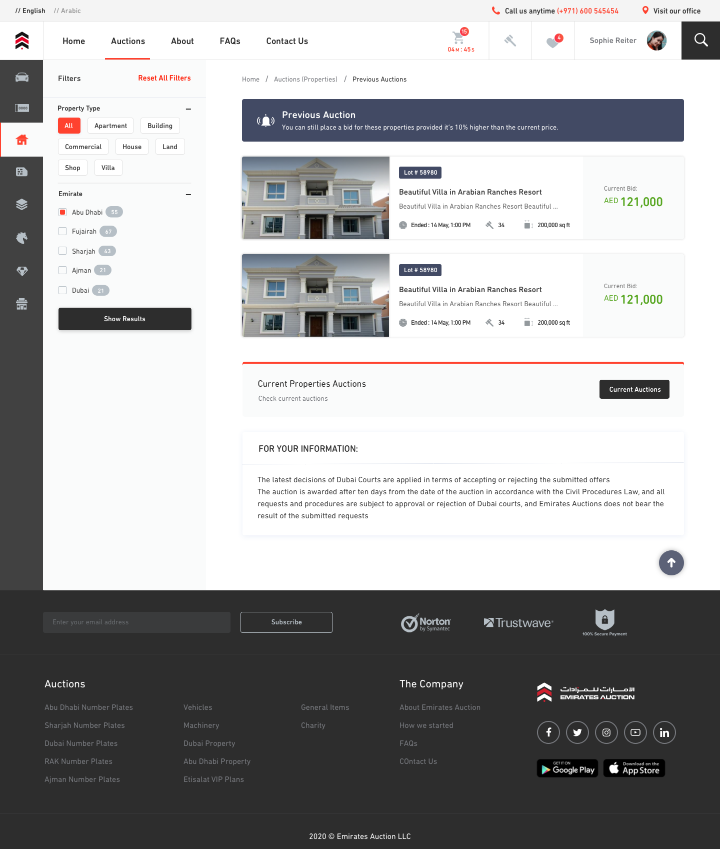 // English
// Arabic
Call us anytime (+971) 600 545454
Visit our office
Home
Auctions
About
FAQs
Contact Us
15
04 M : 45 S
4
Sophie Reiter
Filters
Reset All Filters
Property Type
All
Apartment
Building
Commercial
House
Land
Shop
Villa
Emirate
Abu Dhabi
Fujairah
67
Sharjah
43
Ajman
31
Dubai
21
Show Results
Home / Auctions (Properties) / Previous Auctions
Previous Auction
You can still place a bid for these properties provided it's 10% higher than the current price.
Lot # 58980
Beautiful Villa in Arabian Ranches Resort
Beautiful Villa in Arabian Ranches Resort Beautiful ...
Ended : 14 May, 1:00 PM
34
200,000 sq ft
Current Bid:
AED 121,000
Lot # 58980
Beautiful Villa in Arabian Ranches Resort
Beautiful Villa in Arabian Ranches Resort Beautiful ...
Ended : 14 May, 1:00 PM
34
200,000 sq ft
Current Bid:
AED 121,000
Current Properties Auctions
Check current auctions
Current Auctions
FOR YOUR INFORMATION:
The latest decisions of Dubai Courts are applied in terms of accepting or rejecting the submitted offers
The auction is awarded after ten days from the date of the auction in accordance with the Civil Procedures Law, and all
requests and procedures are subject to approval or rejection of Dubai courts, and Emirates Auctions does not bear the
result of the submitted requests
Enter your email address
Subscribe
Norton
by Symantec
Trustwave
100% Secure Payment
Auctions
Abu Dhabi Number Plates
Sharjah Number Plates
Dubai Number Plates
RAK Number Plates
Ajman Number Plates
Vehicles
Machinery
Dubai Property
Abu Dhabi Property
Etisalat VIP Plans
General Items
Charity
The Company
About Emirates Auction
How we started
FAQs
COntact Us
الإمارات للمزادات
EMIRATES AUCTION
GET IT ON
Google Play
Download on the
App Store
2020 © Emirates Auction LLC